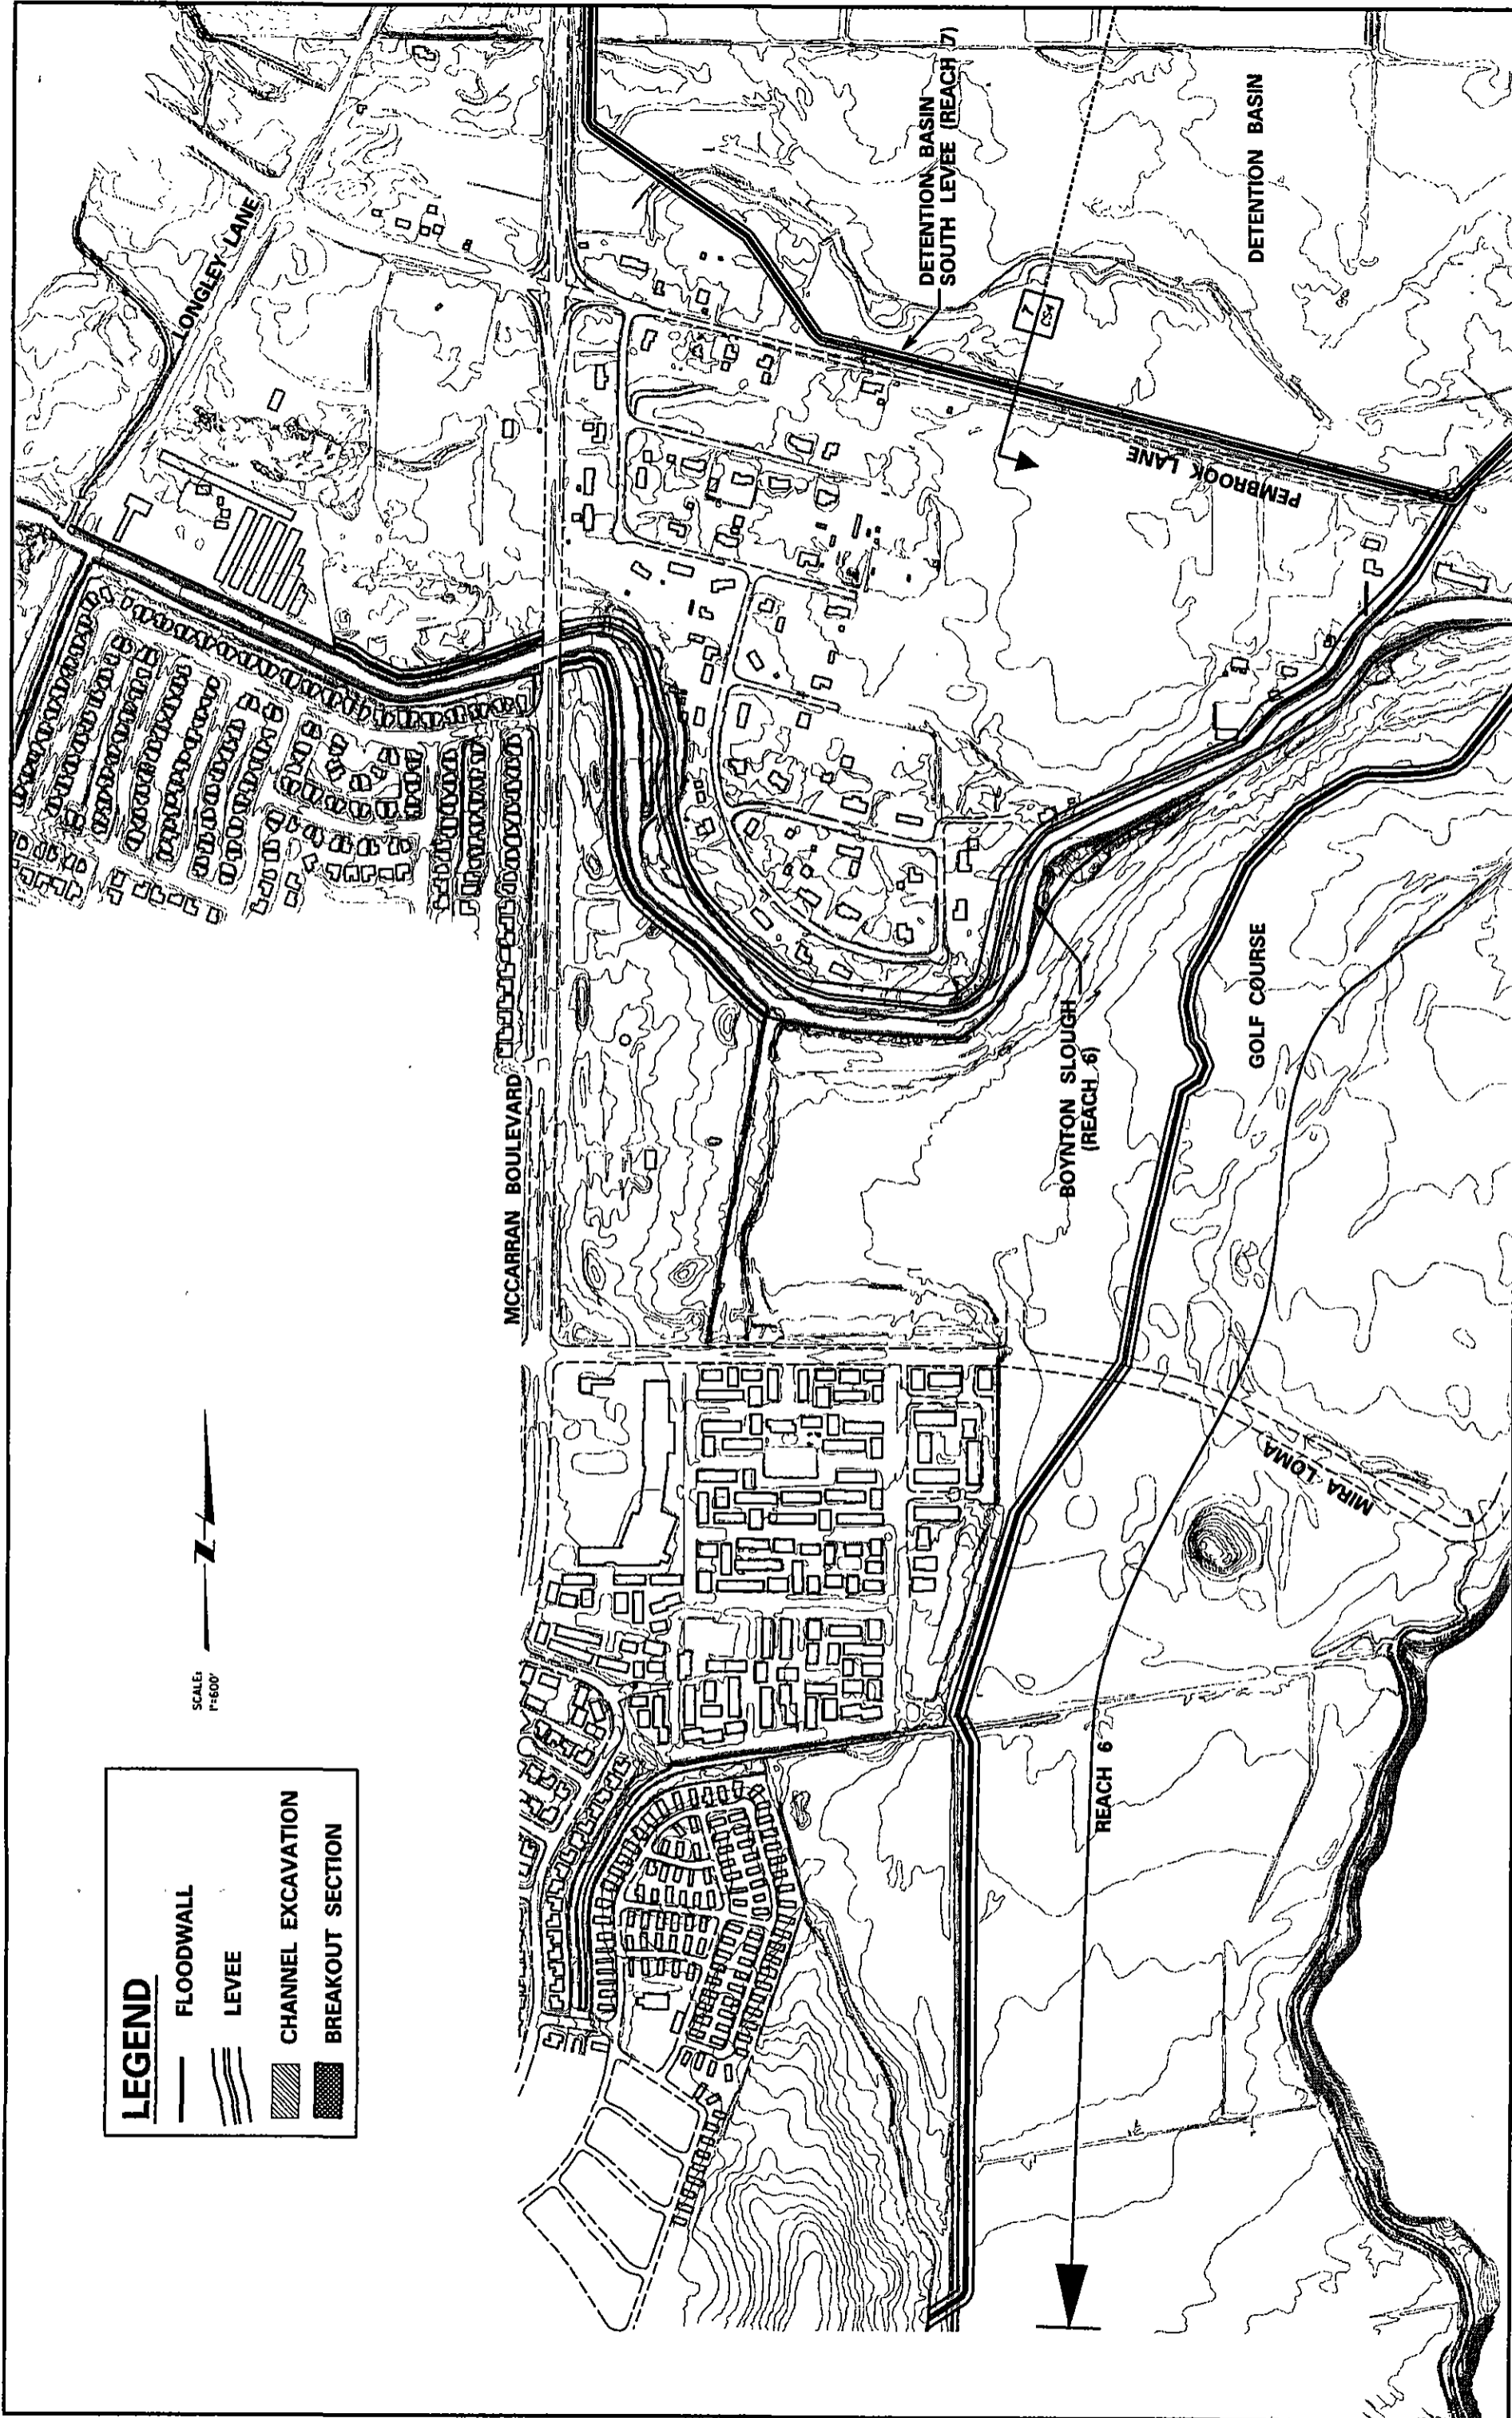 LEGEND
FLOODWALL
LEVEE
CHANNEL EXCAVATION
BREAKOUT SECTION
SCALE:
1"=600'
N
MCCARRAN BOULEVARD
LONGLEY LANE
REACH 6
MIRA LOMA
BOYNTON SLOUGH
(REACH 6)
GOLF COURSE
PEMBROOK LANE
DETENTION BASIN
SOUTH LEVEE (REACH 7)
7
CS4
DETENTION BASIN